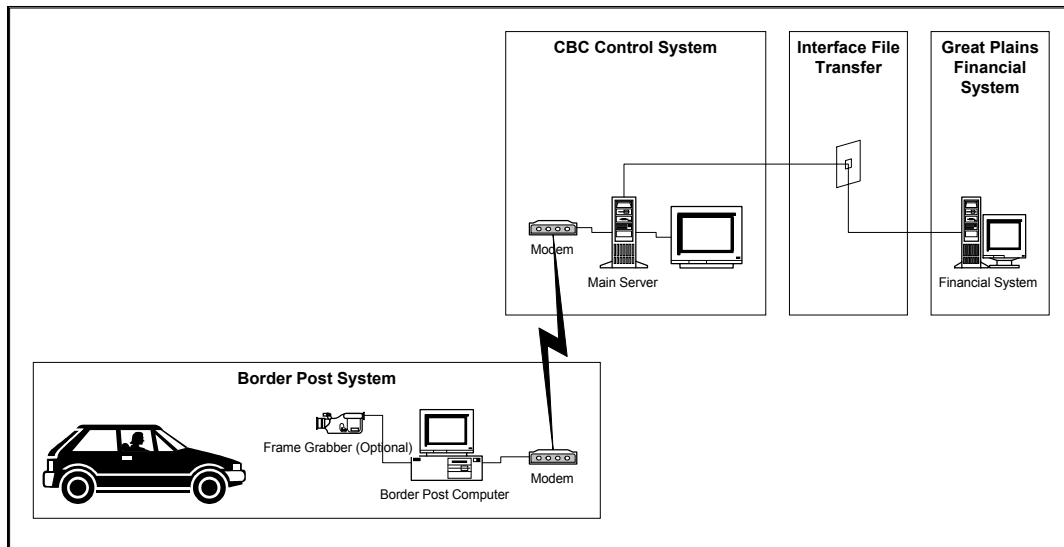 CBC Control System
Interface File
Transfer
Great Plains
Financial
System
Modem
Main Server
Financial System
Border Post System
Frame Grabber (Optional)
Border Post Computer
Modem